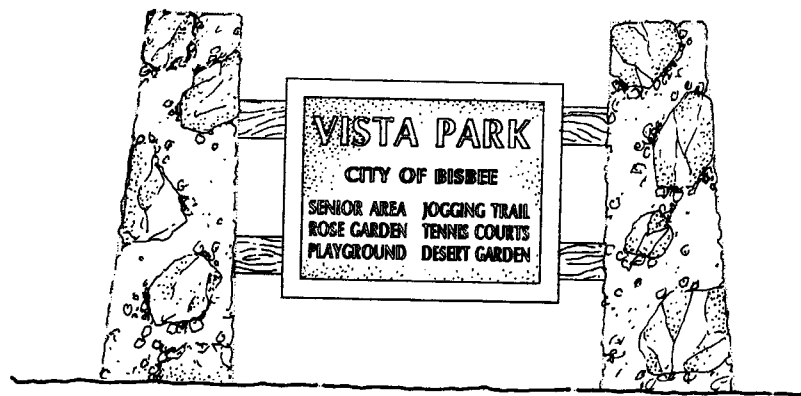 VISTA PARK
CITY OF BISBEE
SENIOR AREA JOGGING TRAIL
ROSE GARDEN TENNIS COURTS
PLAYGROUND DESERT GARDEN